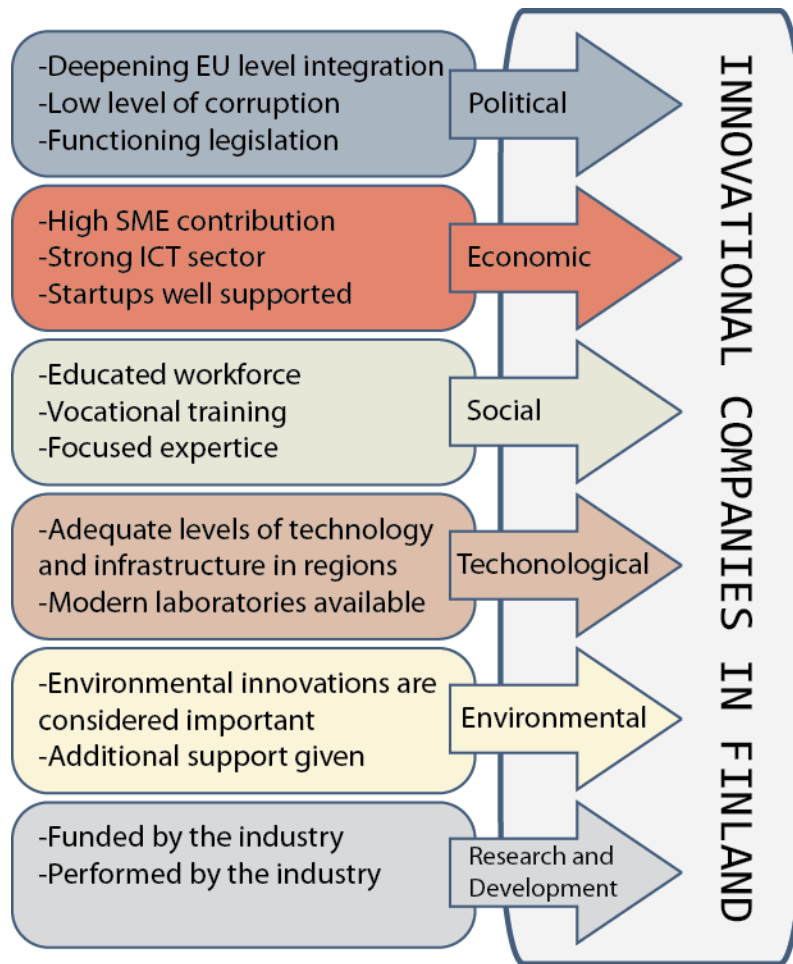 -Deepening EU level integration
-Low level of corruption
-Functioning legislation
Political
-High SME contribution
-Strong ICT sector
-Startups well supported
Economic
-Educated workforce
-Vocational training
-Focused expertice
Social
-Adequate levels of technology
and infrastructure in regions
-Modern laboratories available
Techonological
-Environmental innovations are
considered important
-Additional support given
Environmental
-Funded by the industry
-Performed by the industry
Research and
Development
INNOVATIONAL COMPANIES IN FINLAND